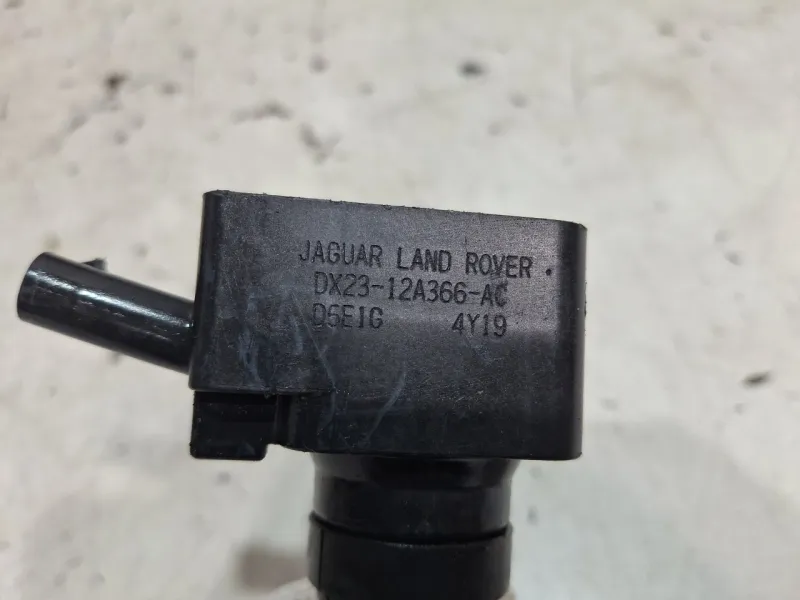 JAGUAR LAND ROVER
DX23-12A366-AC
D5E1G 4Y19